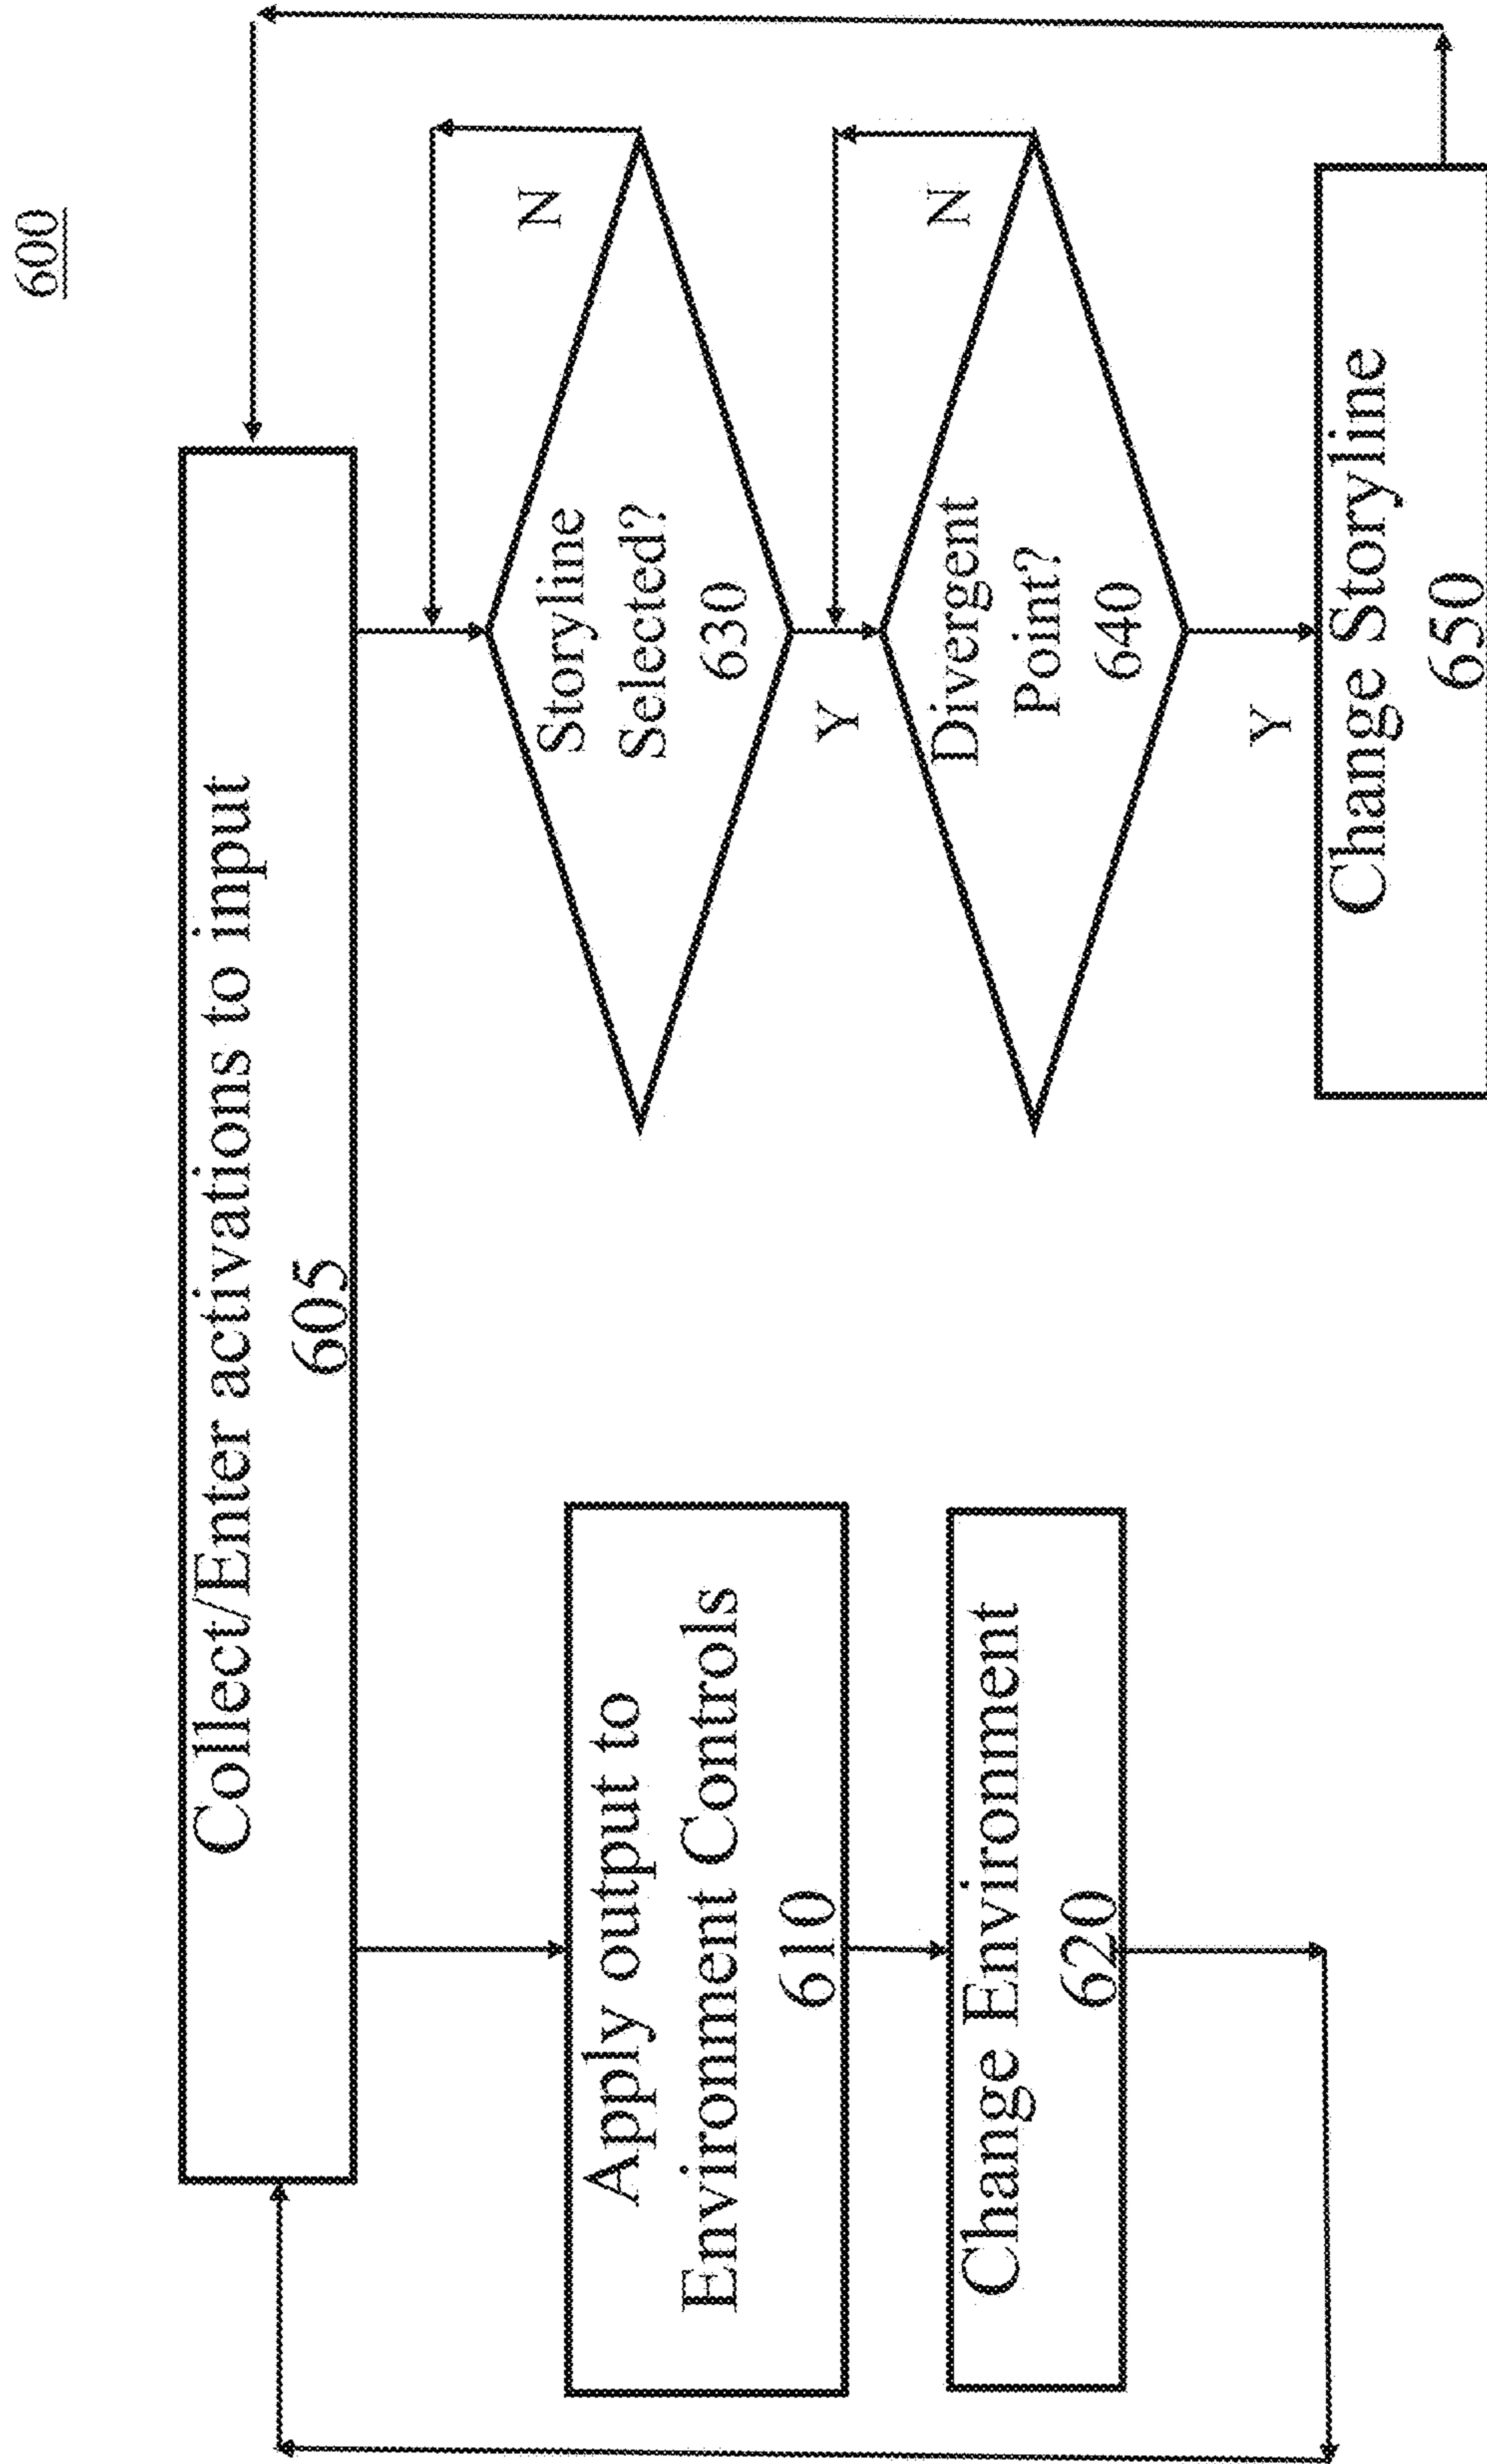 600
Collect/Enter activations to input
605
Apply output to
Environment Controls
610
Change Environment
620
Storyline
Selected?
630
N
Y
Divergent
Point?
640
N
Y
Change Storyline
650